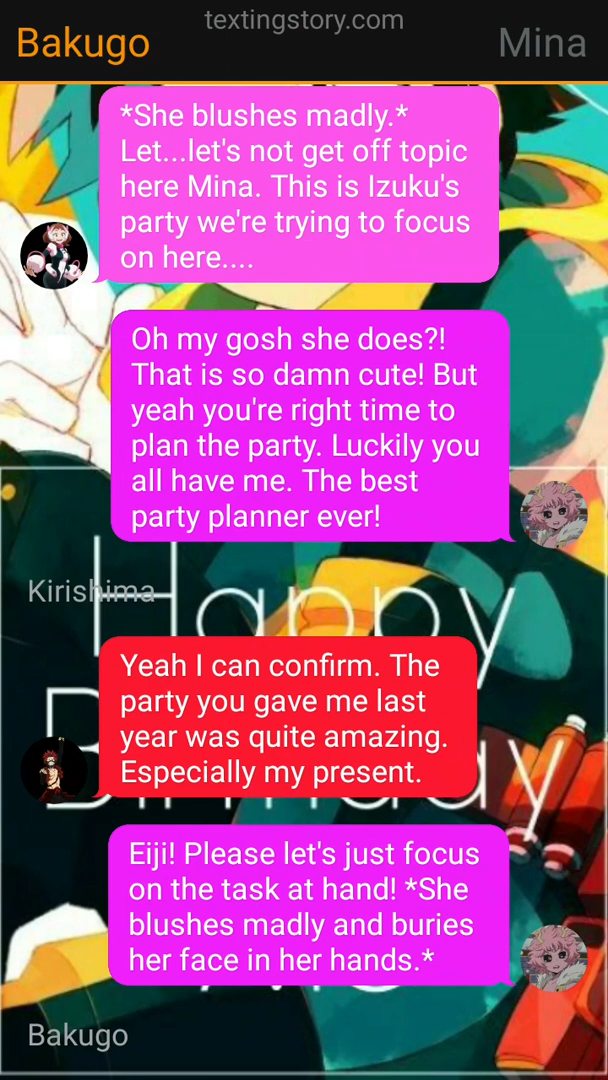 textingstory.com
Bakugo
Mina
*She blushes madly.*
Let...let's not get off topic
here Mina. This is Izuku's
party we're trying to focus
on here....
Oh my gosh she does?!
That is so damn cute! But
yeah you're right time to
plan the party. Luckily you
all have me. The best
party planner ever!
Kirishima
Happy
Yeah I can confirm. The
party you gave me last
year was quite amazing.
Especially my present.
Birthday
Eiji! Please let's just focus
on the task at hand! *She
blushes madly and buries
her face in her hands.*
Bakugo